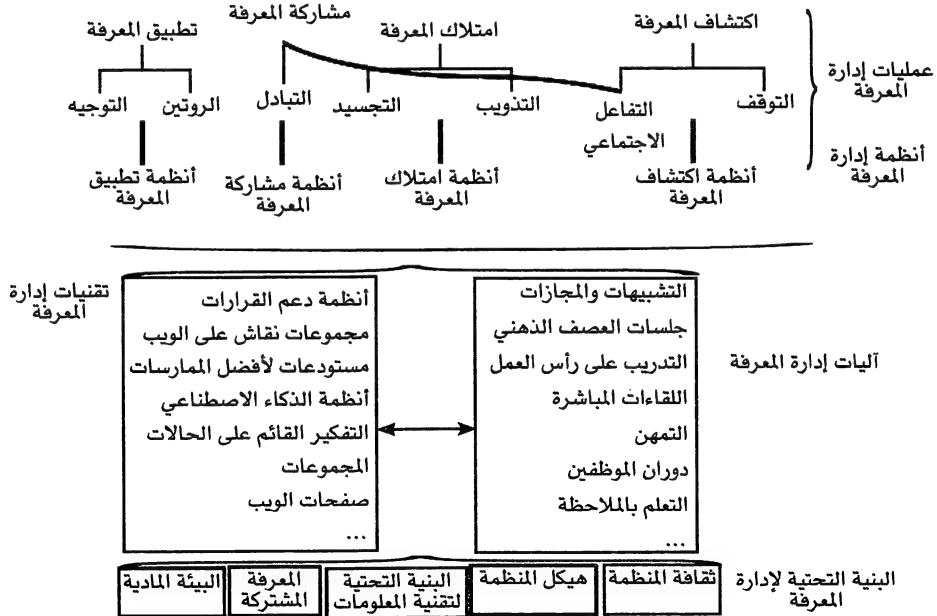 اكتشاف المعرفة
امتلاك المعرفة
مشاركة المعرفة
تطبيق المعرفة
عمليات إدارة
المعرفة
التوقف
التفاعل
الاجتماعي
التذويب
التجسيد
التبادل
الروتين
التوجيه
أنظمة إدارة
المعرفة
أنظمة اكتشاف
المعرفة
أنظمة امتلاك
المعرفة
أنظمة مشاركة
المعرفة
أنظمة تطبيق
المعرفة
آليات إدارة المعرفة
التشبيهات والمجازات
جلسات العصف الذهني
التدريب على رأس العمل
اللقاءات المباشرة
التمهن
دوران الموظفين
التعلم بالملاحظة
...
أنظمة دعم القرارات
مجموعات نقاش على الويب
مستودعات لأفضل الممارسات
أنظمة الذكاء الاصطناعي
التفكير القائم على الحالات
المجموعات
صفحات الويب
...
تقنيات إدارة
المعرفة
البنية التحتية لإدارة
المعرفة
ثقافة المنظمة
هيكل المنظمة
البنية التحتية
لتقنية المعلومات
المعرفة
المشتركة
البيئة المادية